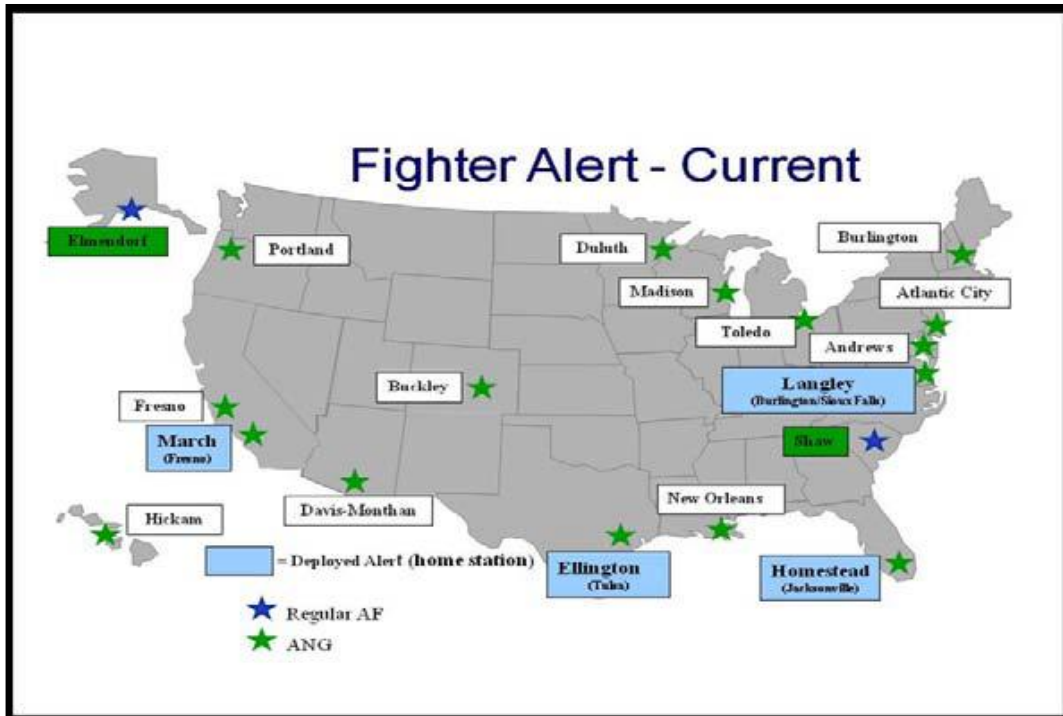 Fighter Alert - Current
Elmendorf
Portland
Duluth
Burlington
Madison
Atlantic City
Toledo
Andrews
Buckley
Langley
(Burlington/Sioux Falls)
Fresno
March
(Fresno)
Shaw
Davis-Monthan
New Orleans
Hickam
= Deployed Alert (home station)
Ellington
(Tulsa)
Homestead
(Jacksonville)
Regular AF
ANG